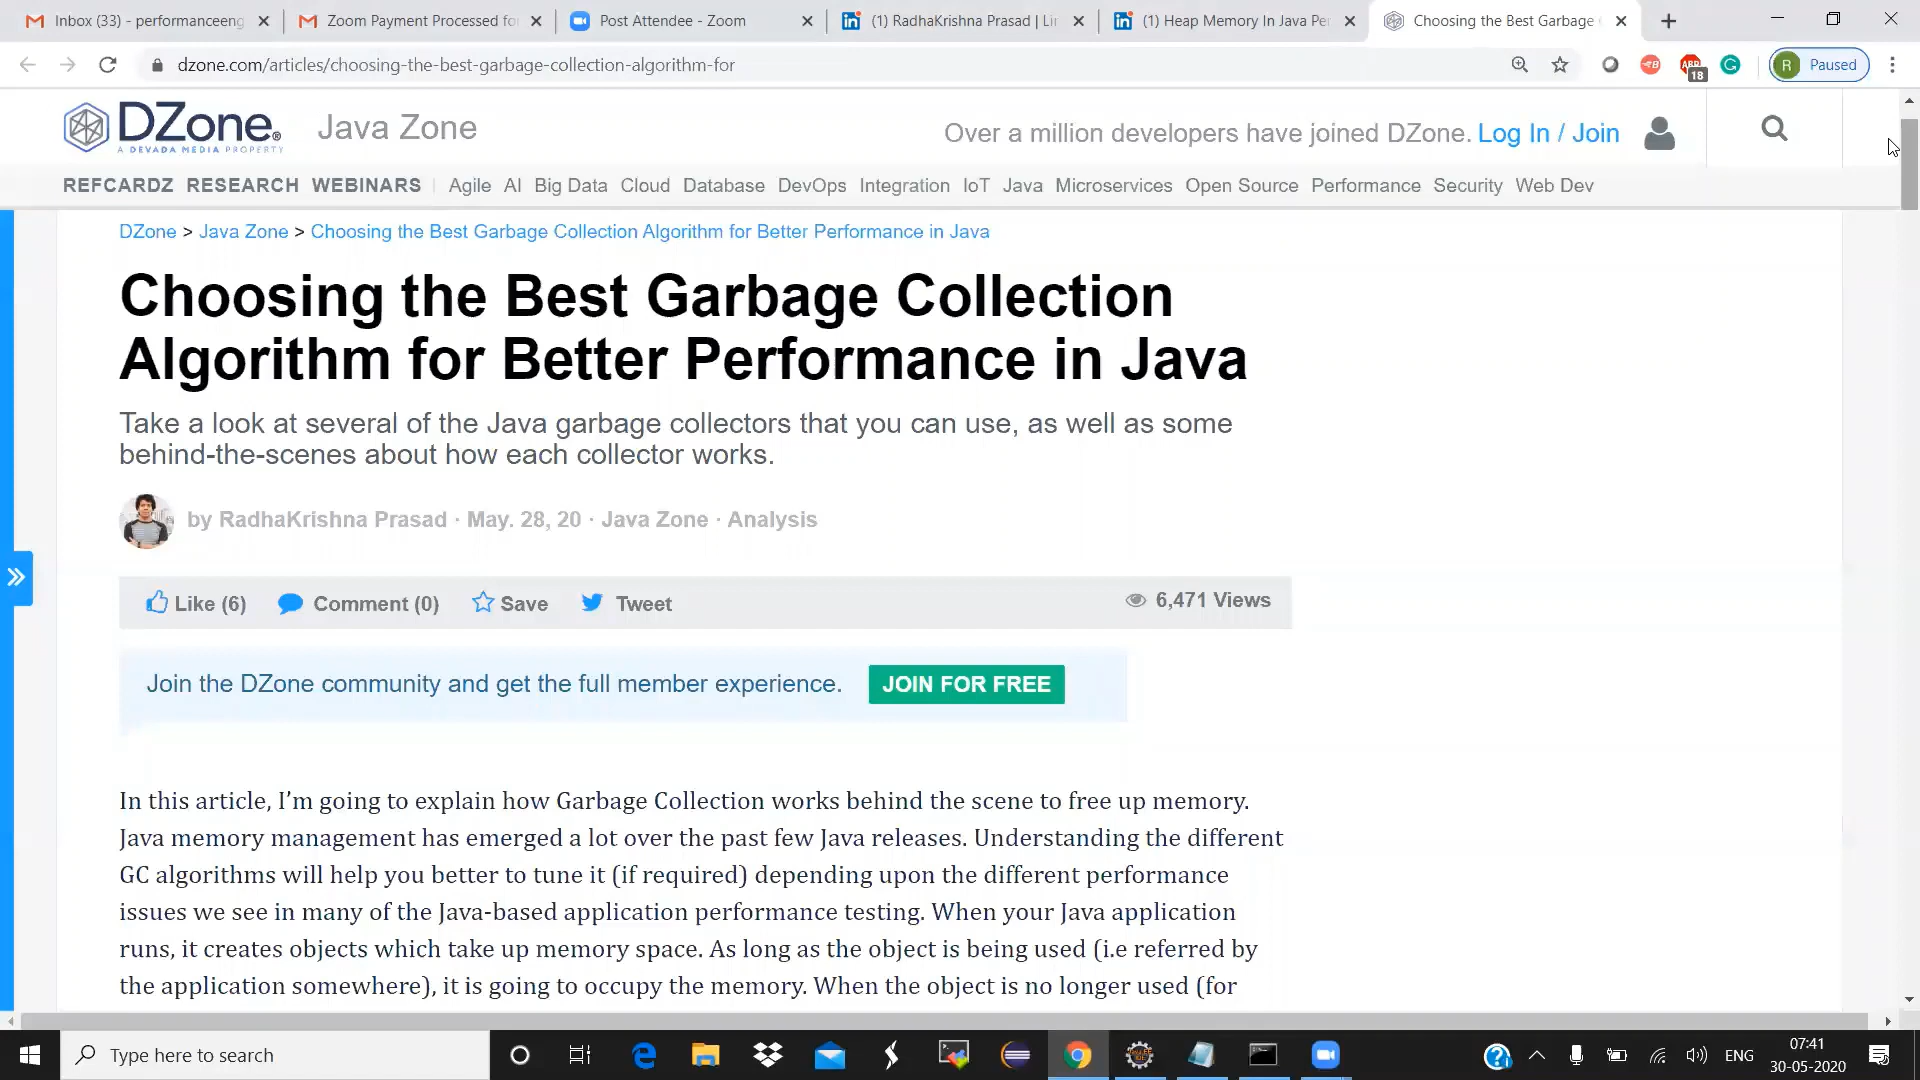 Inbox (33) - performanceeng
Zoom Payment Processed fo
Post Attendee - Zoom
(1) RadhaKrishna Prasad | Li
(1) Heap Memory In Java Pe
Choosing the Best Garbage
dzone.com/articles/choosing-the-best-garbage-collection-algorithm-for
18
R Paused
DZone
A DEVADA MEDIA PROPERTY
Java Zone
Over a million developers have joined DZone. Log In / Join
REFCARDZ RESEARCH WEBINARS Agile AI Big Data Cloud Database DevOps Integration IoT Java Microservices Open Source Performance Security Web Dev
DZone > Java Zone > Choosing the Best Garbage Collection Algorithm for Better Performance in Java
Choosing the Best Garbage Collection
Algorithm for Better Performance in Java
Take a look at several of the Java garbage collectors that you can use, as well as some
behind-the-scenes about how each collector works.
by RadhaKrishna Prasad · May. 28, 20 · Java Zone · Analysis
Like (6) Comment (0) Save Tweet 6,471 Views
Join the DZone community and get the full member experience. JOIN FOR FREE
In this article, I’m going to explain how Garbage Collection works behind the scene to free up memory.
Java memory management has emerged a lot over the past few Java releases. Understanding the different
GC algorithms will help you better to tune it (if required) depending upon the different performance
issues we see in many of the Java-based application performance testing. When your Java application
runs, it creates objects which take up memory space. As long as the object is being used (i.e referred by
the application somewhere), it is going to occupy the memory. When the object is no longer used (for
Type here to search
ENG
07:41
30-05-2020